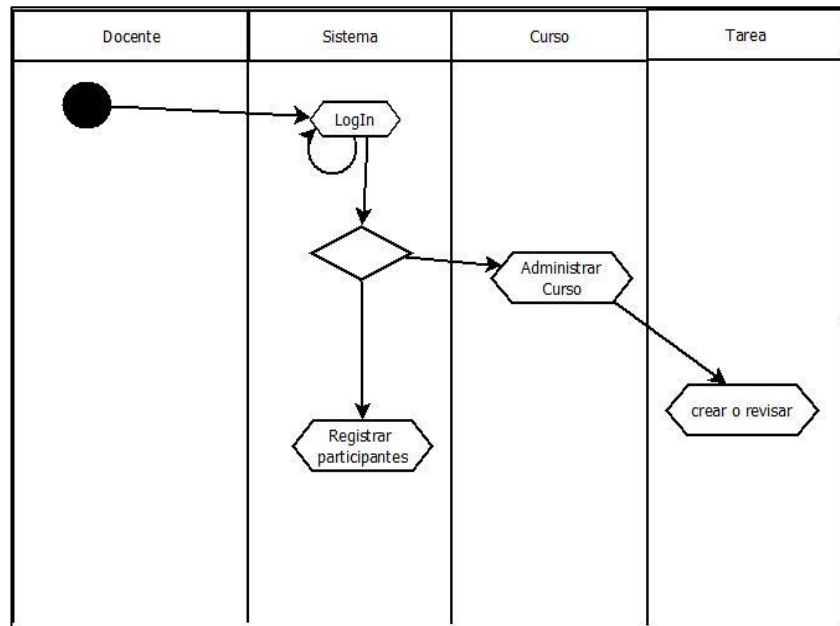 Docente
Sistema
Curso
Tarea
LogIn
Administrar
Curso
crear o revisar
Registrar
participantes